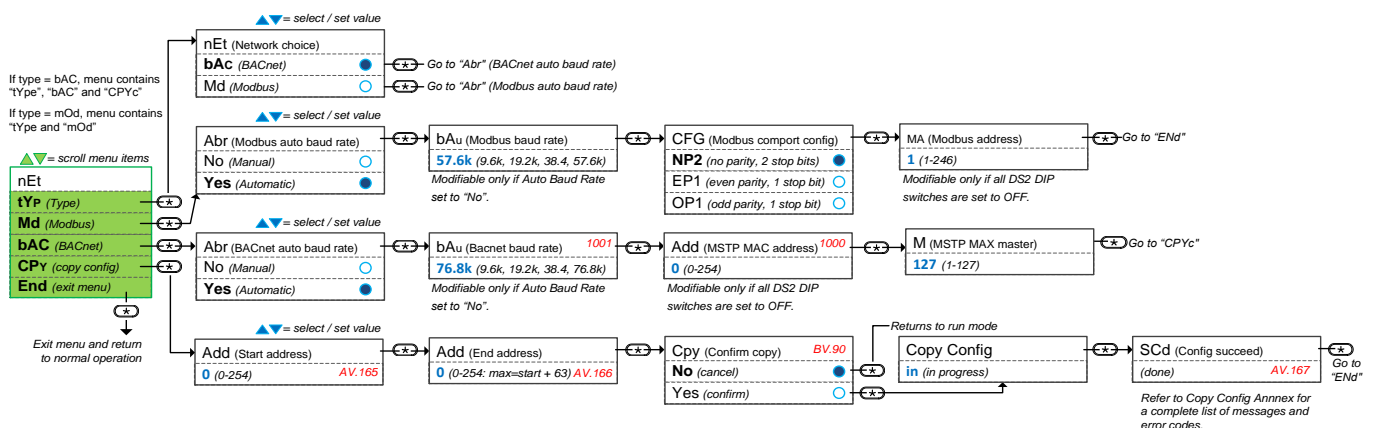 ▲▼= select / set value
nEt (Network choice)
bAc (BACnet)
(*) Go to "Abr" (BACnet auto baud rate)
Md (Modbus)
(*) Go to "Abr" (Modbus auto baud rate)
If type = bAC, menu contains
"tYpe", "bAC" and "CPYc"
If type = mOd, menu contains
"tYpe and "mOd"
▲▼= scroll menu items
nEt
tYP (Type)
(*)
Md (Modbus)
(*)
bAC (BACnet)
(*)
CPY (copy config)
(*)
End (exit menu)
(*)
Exit menu and return
to normal operation
▲▼= select / set value
Abr (Modbus auto baud rate)
No (Manual)
Yes (Automatic)
(*)
bAu (Modbus baud rate)
57.6k (9.6k, 19.2k, 38.4, 57.6k)
Modifiable only if Auto Baud Rate
set to "No".
(*)
CFG (Modbus comport config)
NP2 (no parity, 2 stop bits)
EP1 (even parity, 1 stop bit)
OP1 (odd parity, 1 stop bit)
(*)
MA (Modbus address)
1 (1-246)
Modifiable only if all DS2 DIP
switches are set to OFF.
(*) Go to "ENd"
▲▼= select / set value
Abr (BACnet auto baud rate)
No (Manual)
Yes (Automatic)
(*)
bAu (Bacnet baud rate) 1001
76.8k (9.6k, 19.2k, 38.4, 76.8k)
Modifiable only if Auto Baud Rate
set to "No".
(*)
Add (MSTP MAC address) 1000
0 (0-254)
Modifiable only if all DS2 DIP
switches are set to OFF.
(*)
M (MSTP MAX master)
127 (1-127)
(*) Go to "CPYc"
▲▼= select / set value
Add (Start address)
0 (0-254) AV.165
(*)
Add (End address)
0 (0-254: max=start + 63) AV.166
(*)
Cpy (Confirm copy) BV.90
No (cancel)
(*)
Yes (confirm)
(*)
Returns to run mode
Copy Config
in (in progress)
(*)
SCd (Config succeed)
(done) AV.167
(*)
Go to
"ENd"
Refer to Copy Config Annnex for
a complete list of messages and
error codes.